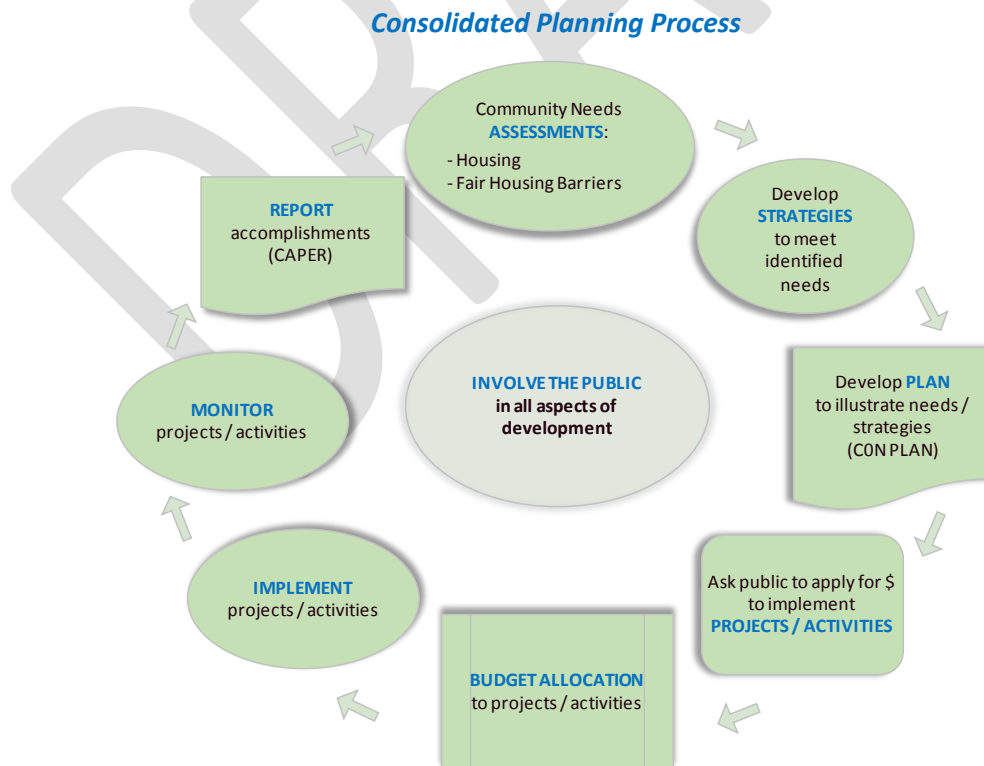 Consolidated Planning Process
Community Needs
ASSESSMENTS:
- Housing
- Fair Housing Barriers
Develop
STRATEGIES
to meet
identified
needs
Develop PLAN
to illustrate needs /
strategies
(C0N PLAN)
Ask public to apply for $
to implement
PROJECTS / ACTIVITIES
BUDGET ALLOCATION
to projects / activities
IMPLEMENT
projects / activities
MONITOR
projects / activities
REPORT
accomplishments
(CAPER)
INVOLVE THE PUBLIC
in all aspects of
development